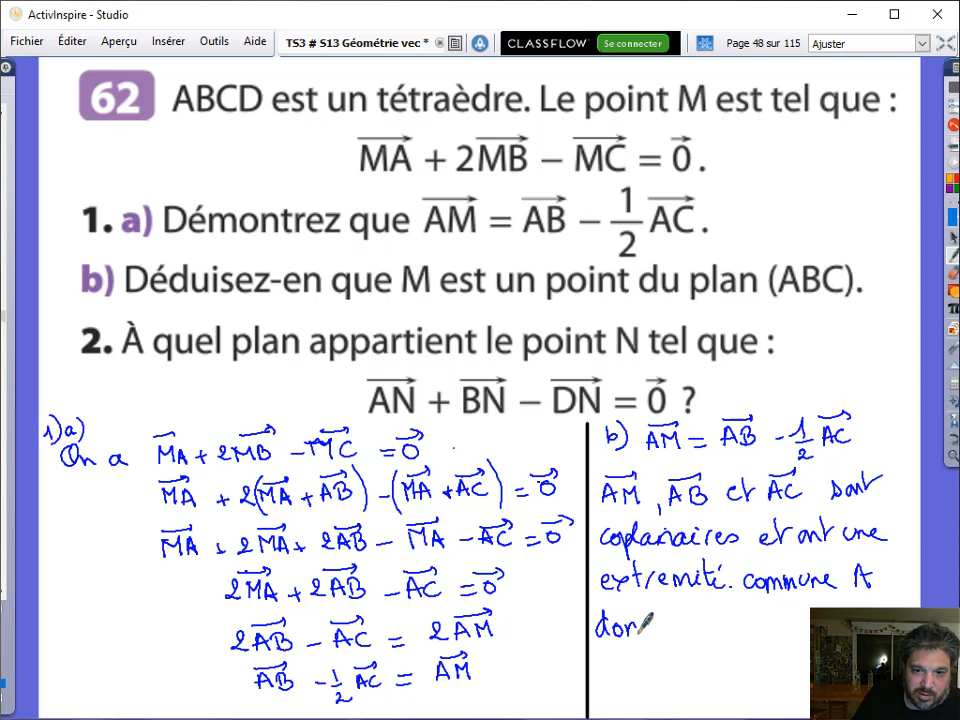 ActivInspire - Studio
Fichier Éditer Aperçu Insérer Outils Aide TS3 # S13 Géométrie vec * CLASSFLOW Se connecter Page 48 sur 115 Ajuster
62 ABCD est un tétraèdre. Le point M est tel que :
MA⃗ + 2MB⃗ − MC⃗ = 0⃗.
1. a) Démontrez que AM⃗ = AB⃗ − 1/2 AC⃗.
b) Déduisez-en que M est un point du plan (ABC).
2. À quel plan appartient le point N tel que :
AN⃗ + BN⃗ − DN⃗ = 0⃗ ?
1)a)
On a MA⃗ + 2MB⃗ − MC⃗ = 0⃗
MA⃗ + 2(MA⃗ + AB⃗) − (MA⃗ + AC⃗) = 0⃗
MA⃗ + 2MA⃗ + 2AB⃗ − MA⃗ − AC⃗ = 0⃗
2MA⃗ + 2AB⃗ − AC⃗ = 0⃗
2AB⃗ − AC⃗ = 2AM⃗
AB⃗ − 1/2 AC⃗ = AM⃗
b) AM⃗ = AB⃗ − 1/2 AC⃗
AM⃗, AB⃗ et AC⃗ sont
coplanaires et ont une
extremité commune A
don